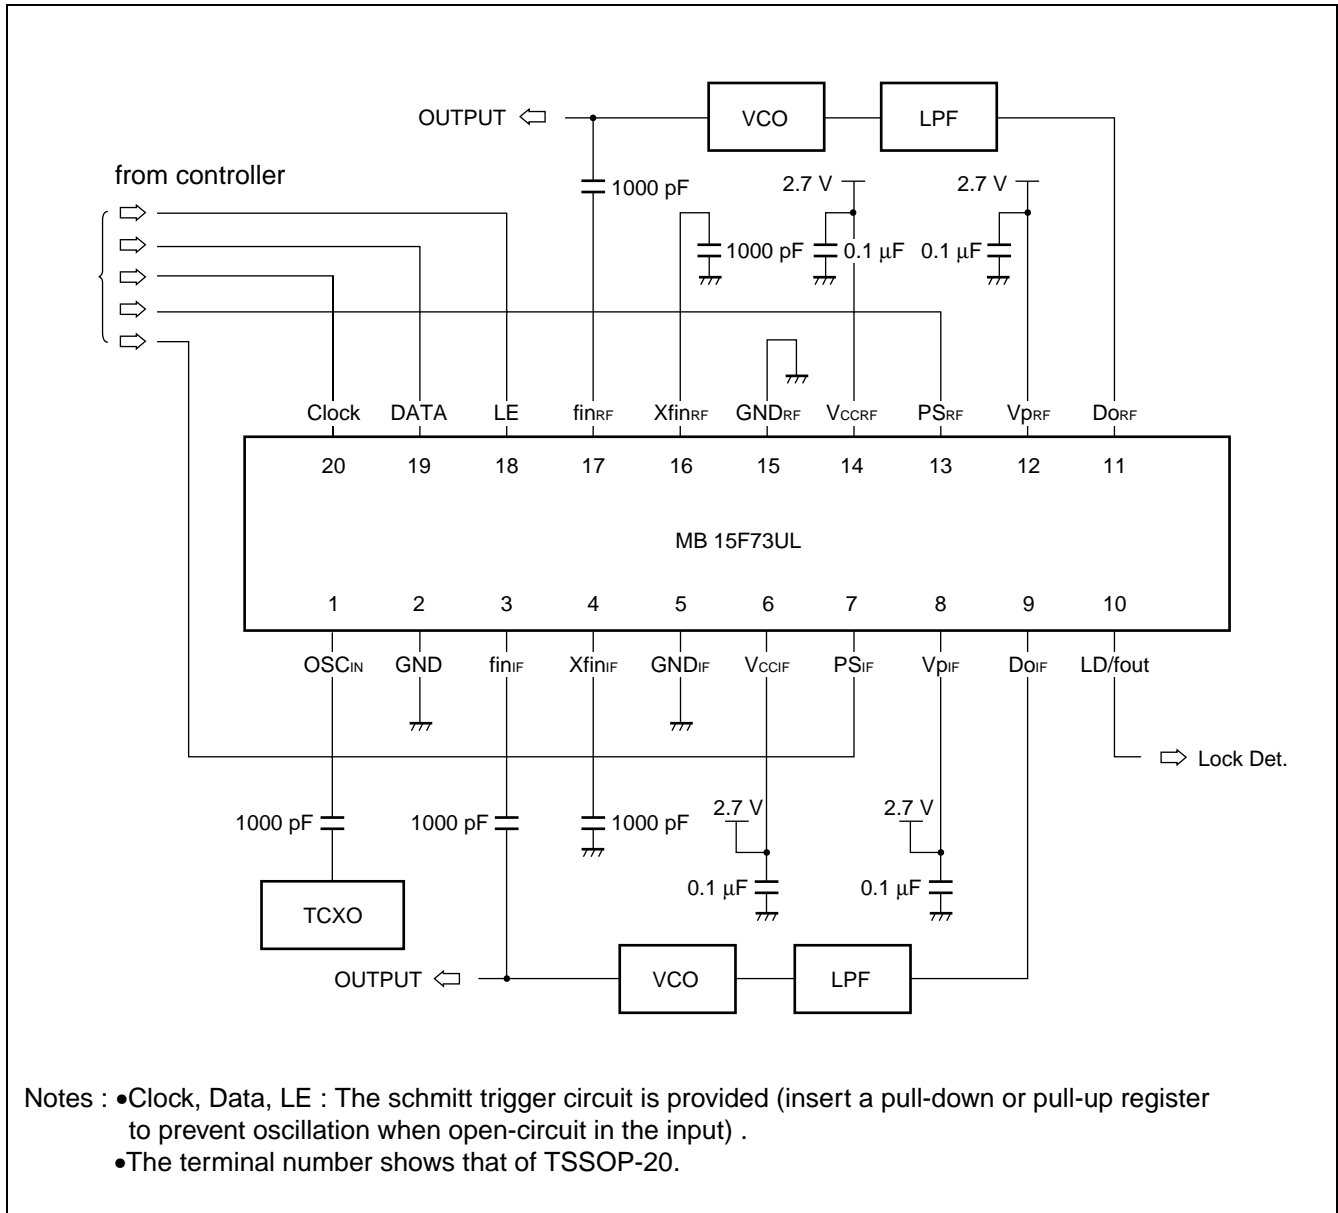 OUTPUT VCO LPF
from controller
1000 pF 2.7 V 2.7 V
1000 pF 0.1 µF 0.1 µF
Clock DATA LE finRF XfinRF GNDRF VCCRF PSRF VpRF DoRF
20 19 18 17 16 15 14 13 12 11
MB 15F73UL
1 2 3 4 5 6 7 8 9 10
OSCIN GND finIF XfinIF GNDIF VCCIF PSIF VpIF DoIF LD/fout
Lock Det.
1000 pF 1000 pF 1000 pF 2.7 V 2.7 V
0.1 µF 0.1 µF
TCXO
OUTPUT VCO LPF
Notes : •Clock, Data, LE : The schmitt trigger circuit is provided (insert a pull-down or pull-up register
to prevent oscillation when open-circuit in the input) .
•The terminal number shows that of TSSOP-20.